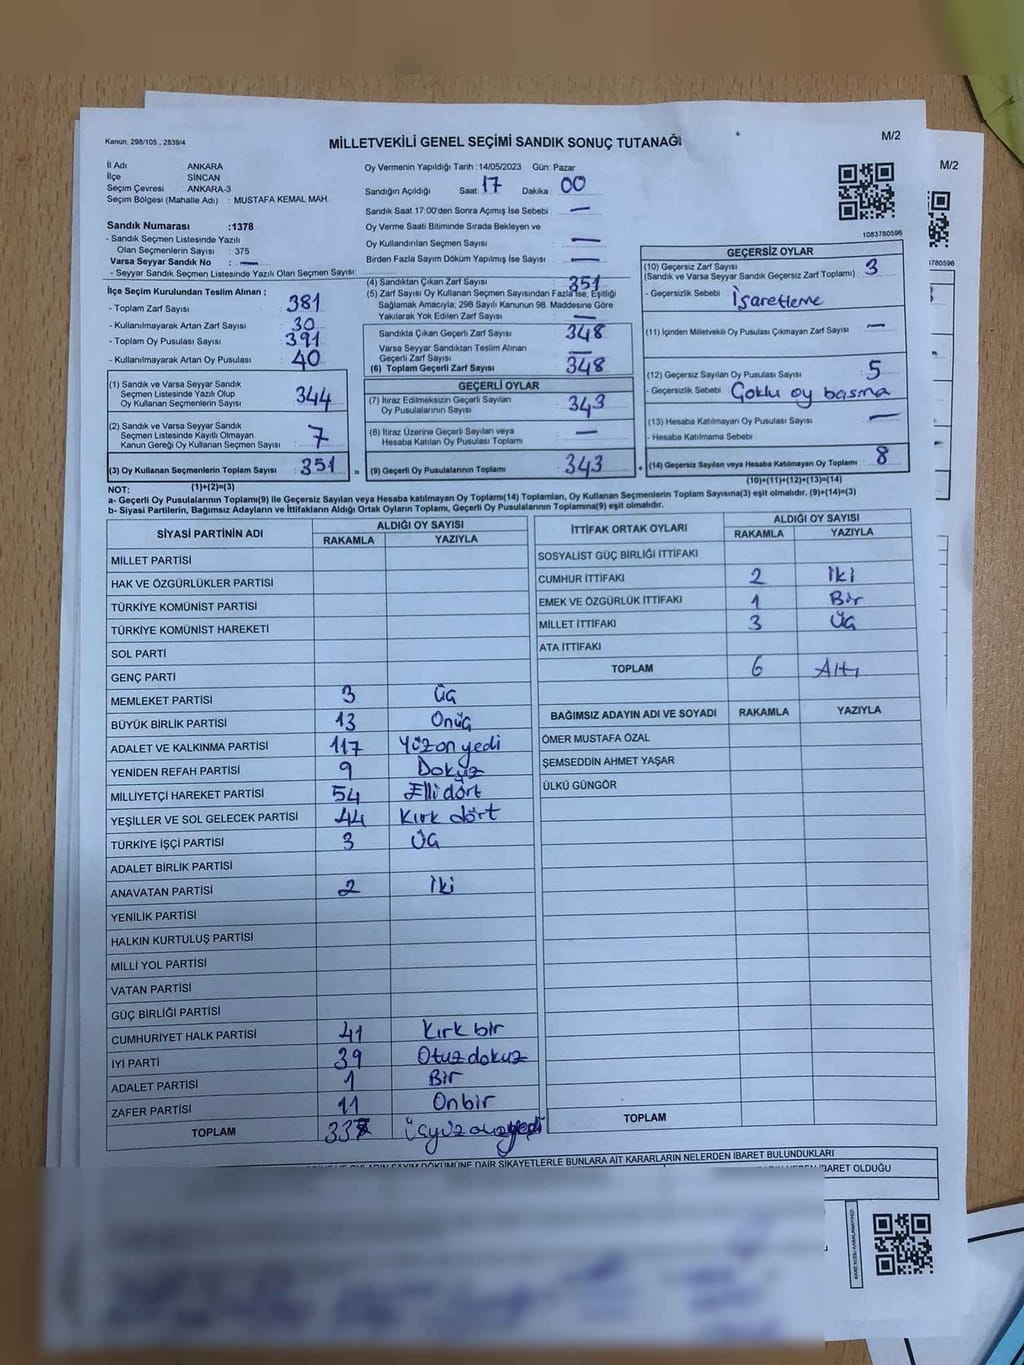 Kanun, 298/105 , 2839/4
MİLLETVEKİLİ GENEL SEÇİMİ SANDIK SONUÇ TUTANAĞI
M/2
M/2
İl Adı ANKARA
İlçe SİNCAN
Seçim Çevresi : ANKARA-3
Seçim Bölgesi (Mahalle Adı) : MUSTAFA KEMAL MAH.
Sandık Numarası :1378
- Sandık Seçmen Listesinde Yazılı
Olan Seçmenlerin Sayısı : 375
Varsa Seyyar Sandık No : —
- Seyyar Sandık Seçmen Listesinde Yazılı Olan Seçmen Sayısı:
Oy Vermenin Yapıldığı Tarih :14/05/2023 Gün: Pazar
Sandığın Açıldığı Saat: 17 Dakika : 00
Sandık Saat 17:00'den Sonra Açımış İse Sebebi : —
Oy Verme Saati Bitiminde Sırada Bekleyen ve
Oy Kullandırılan Seçmen Sayısı : —
Birden Fazla Sayım Döküm Yapılmış İse Sayısı : —
1083780596
780596
İlçe Seçim Kurulundan Teslim Alınan ;
- Toplam Zarf Sayısı : 381
- Kullanılmayarak Artan Zarf Sayısı : 30
- Toplam Oy Pusulası Sayısı : 391
- Kullanılmayarak Artan Oy Pusulası : 40
(1) Sandık ve Varsa Seyyar Sandık
Seçmen Listesinde Yazılı Olup
Oy Kullanan Seçmenlerin Sayısı : 344
(2) Sandık ve Varsa Seyyar Sandık
Seçmen Listesinde Kayıtlı Olmayan
Kanun Gereği Oy Kullanan Seçmen Sayısı : 7
(3) Oy Kullanan Seçmenlerin Toplam Sayısı : 351
(1)+(2)=(3)
(4) Sandıktan Çıkan Zarf Sayısı : 351
(5) Zarf Sayısı Oy Kullanan Seçmen Sayısından Fazla İse, Eşitliği
Sağlamak Amacıyla; 298 Sayılı Kanunun 98. Maddesine Göre
Yakılarak Yok Edilen Zarf Sayısı : —
Sandıkta Çıkan Geçerli Zarf Sayısı : 348
Varsa Seyyar Sandıktan Teslim Alınan
Geçerli Zarf Sayısı : —
(6) Toplam Geçerli Zarf Sayısı : 348
GEÇERLİ OYLAR
(7) İtiraz Edilmeksizin Geçerli Sayılan
Oy Pusulalarının Sayısı : 343
(8) İtiraz Üzerine Geçerli Sayılan veya
Hesaba Katılan Oy Pusulası Toplamı : —
= (9) Geçerli Oy Pusulalarının Toplamı : 343
GEÇERSİZ OYLAR
(10) Geçersiz Zarf Sayısı
(Sandık ve Varsa Seyyar Sandık Geçersiz Zarf Toplamı) : 3
- Geçersizlik Sebebi : İşaretleme
(11) İçinden Milletvekili Oy Pusulası Çıkmayan Zarf Sayısı : —
(12) Geçersiz Sayılan Oy Pusulası Sayısı : 5
- Geçersizlik Sebebi : Çoklu oy basma
(13) Hesaba Katılmayan Oy Pusulası Sayısı : —
- Hesaba Katılmama Sebebi :
+ (14) Geçersiz Sayılan veya Hesaba Katılmayan Oy Toplamı : 8
(10)+(11)+(12)+(13)=(14)
NOT:
a- Geçerli Oy Pusulalarının Toplamı(9) ile Geçersiz Sayılan veya Hesaba katılmayan Oy Toplamı(14) Toplamları, Oy Kullanan Seçmenlerin Toplam Sayısına(3) eşit olmalıdır. (9)+(14)=(3)
b- Siyasi Partilerin, Bağımsız Adayların ve İttifakların Aldığı Ortak Oyların Toplamı, Geçerli Oy Pusulalarının Toplamına(9) eşit olmalıdır.
SİYASİ PARTİNİN ADI ALDIĞI OY SAYISI
RAKAMLA YAZIYLA
MİLLET PARTİSİ
HAK VE ÖZGÜRLÜKLER PARTİSİ
TÜRKİYE KOMÜNİST PARTİSİ
TÜRKİYE KOMÜNİST HAREKETİ
SOL PARTİ
GENÇ PARTİ
MEMLEKET PARTİSİ 3 üç
BÜYÜK BİRLİK PARTİSİ 13 Onüç
ADALET VE KALKINMA PARTİSİ 117 Yüz on yedi
YENİDEN REFAH PARTİSİ 9 Dokuz
MİLLİYETÇİ HAREKET PARTİSİ 54 Elli dört
YEŞİLLER VE SOL GELECEK PARTİSİ 44 Kırk dört
TÜRKİYE İŞÇİ PARTİSİ 3 üç
ADALET BİRLİK PARTİSİ
ANAVATAN PARTİSİ 2 İki
YENİLİK PARTİSİ
HALKIN KURTULUŞ PARTİSİ
MİLLİ YOL PARTİSİ
VATAN PARTİSİ
GÜÇ BİRLİĞİ PARTİSİ
CUMHURİYET HALK PARTİSİ 41 Kırk bir
İYİ PARTİ 39 Otuz dokuz
ADALET PARTİSİ 1 Bir
ZAFER PARTİSİ 11 Onbir
TOPLAM 337 üçyüz otuzyedi
İTTİFAK ORTAK OYLARI ALDIĞI OY SAYISI
RAKAMLA YAZIYLA
SOSYALİST GÜÇ BİRLİĞİ İTTİFAKI
CUMHUR İTTİFAKI 2 İki
EMEK VE ÖZGÜRLÜK İTTİFAKI 1 Bir
MİLLET İTTİFAKI 3 üç
ATA İTTİFAKI
TOPLAM 6 Altı
BAĞIMSIZ ADAYIN ADI VE SOYADI RAKAMLA YAZIYLA
ÖMER MUSTAFA ÖZAL
ŞEMSEDDİN AHMET YAŞAR
ÜLKÜ GÜNGÖR
TOPLAM
SAYIM DÖKÜMÜNE DAİR ŞİKAYETLERLE BUNLARA AİT KARARLARIN NELERDEN İBARET BULUNDUKLARI
İBARET OLDUĞU